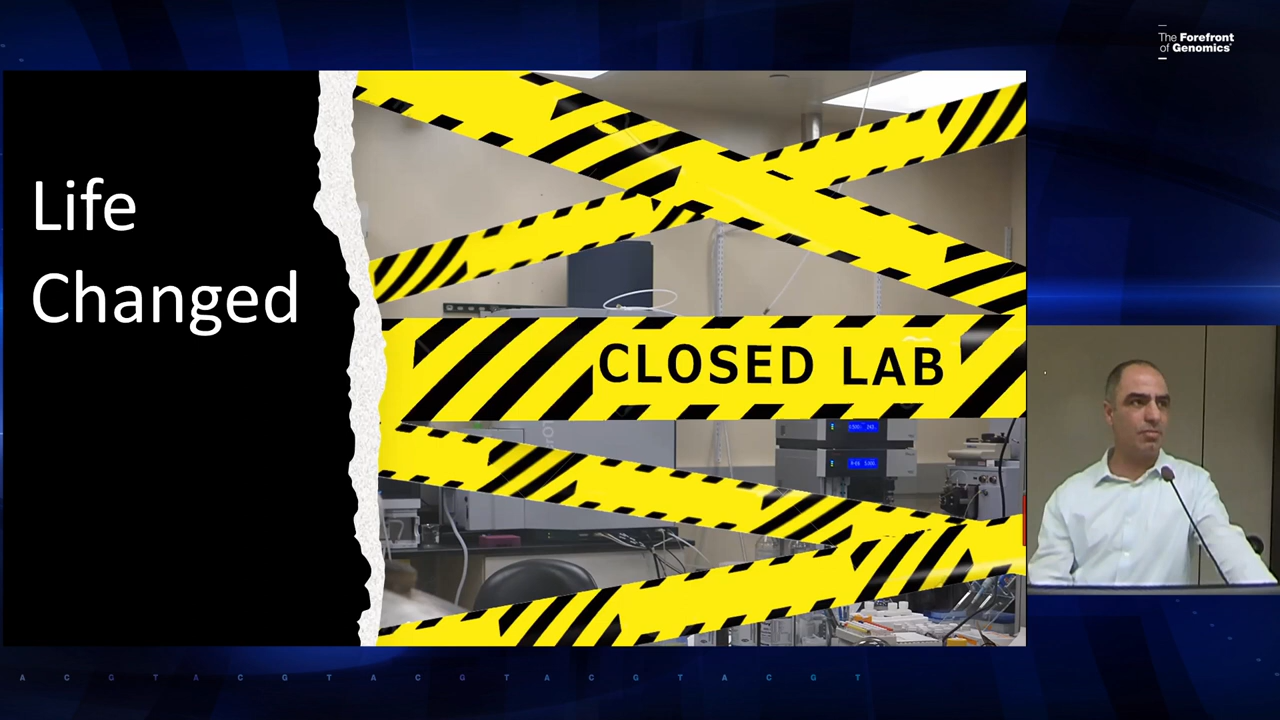 The Forefront
of Genomics®
Life
Changed
CLOSED LAB
A C G T A C G T A C G T A C G T A C G T